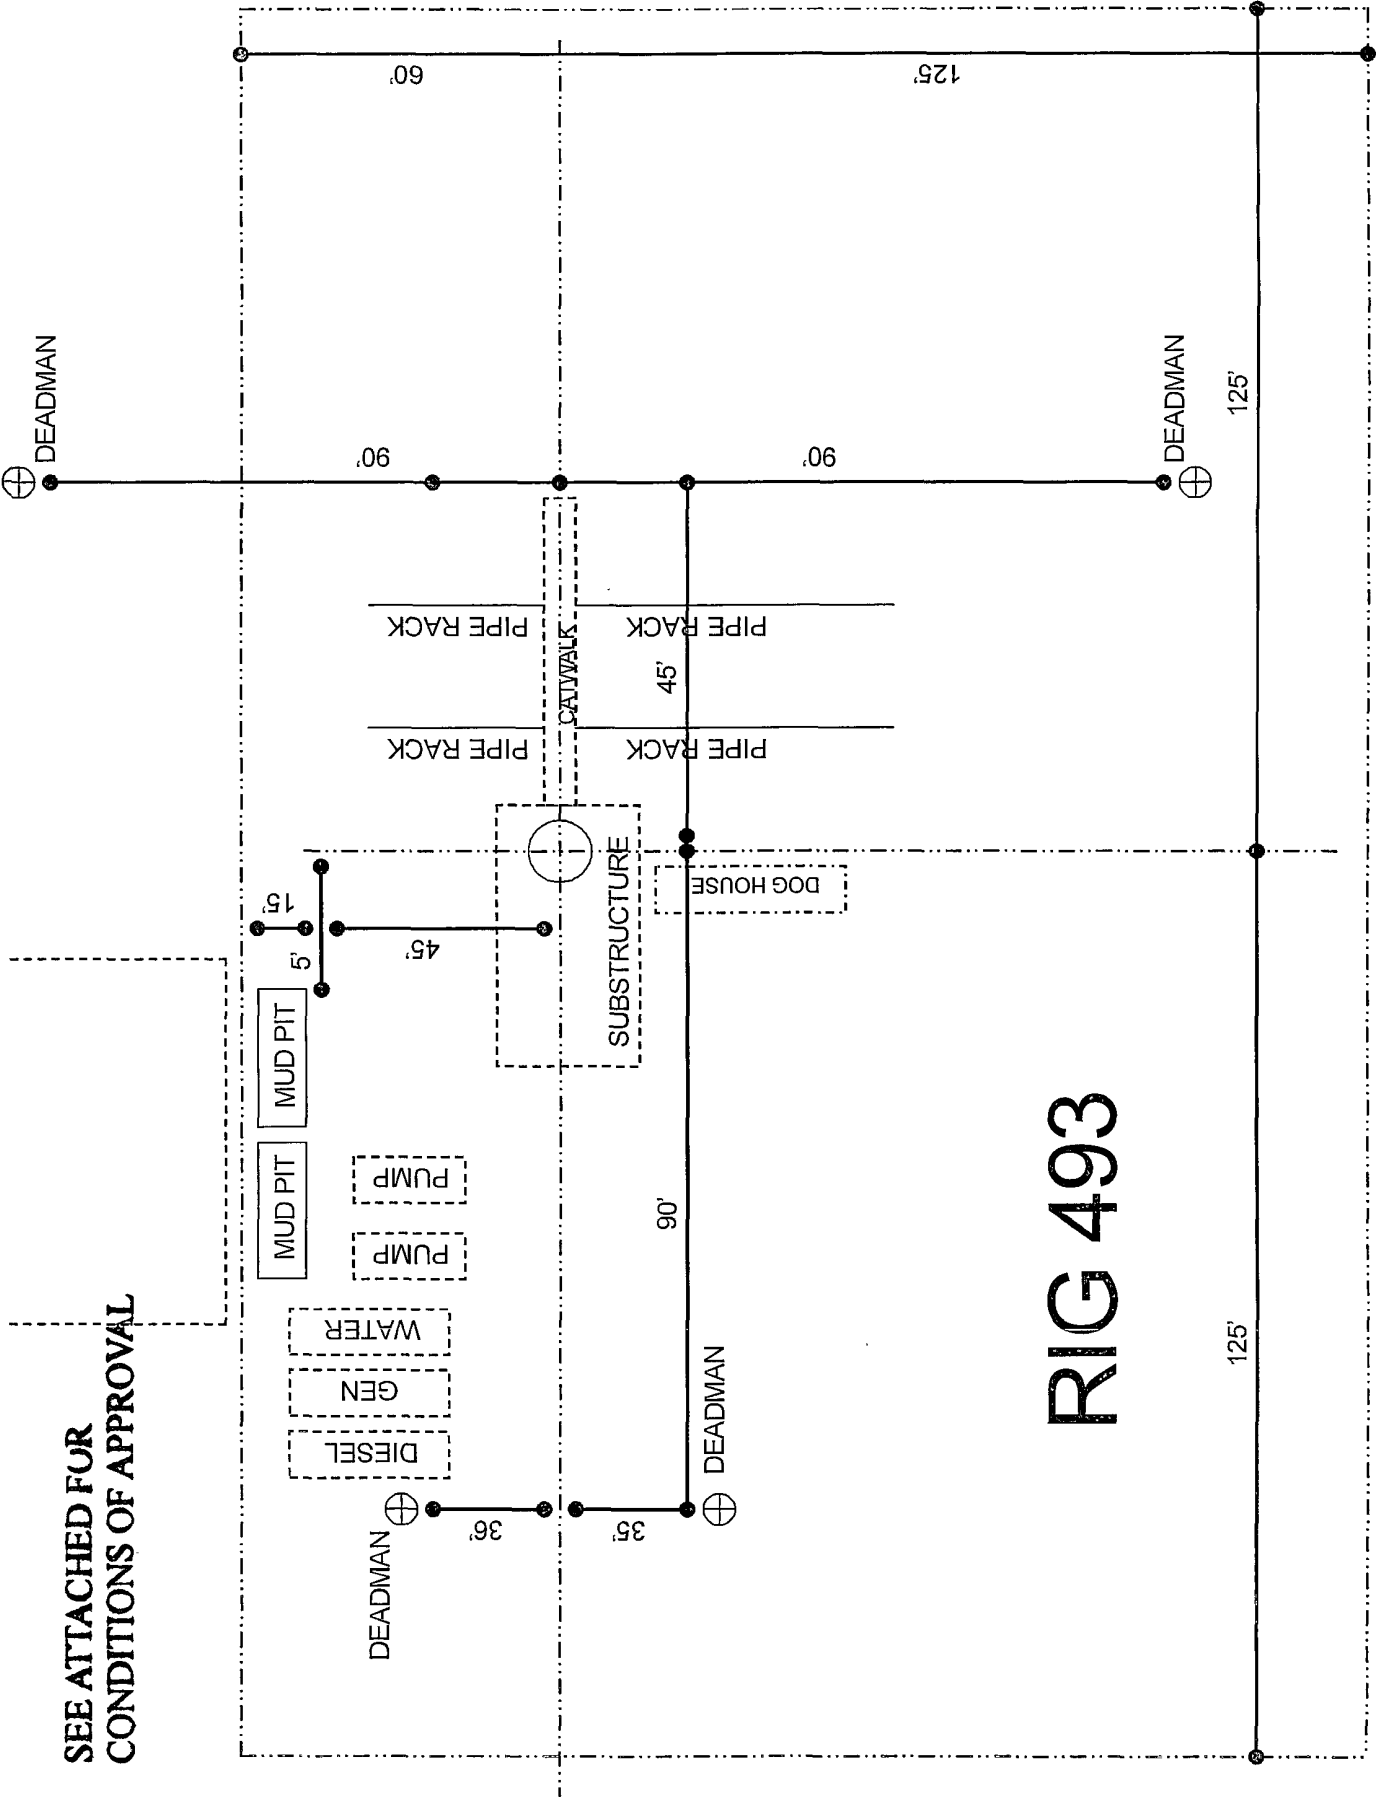 SEE ATTACHED FOR
CONDITIONS OF APPROVAL
60'
125'
DEADMAN
90'
90'
DEADMAN
125'
PIPE RACK
PIPE RACK
CATWALK
45'
PIPE RACK
PIPE RACK
15'
5'
45'
SUBSTRUCTURE
DOG HOUSE
MUD PIT
MUD PIT
PUMP
PUMP
WATER
GEN
DIESEL
90'
DEADMAN
36'
35'
DEADMAN
RIG 493
125'